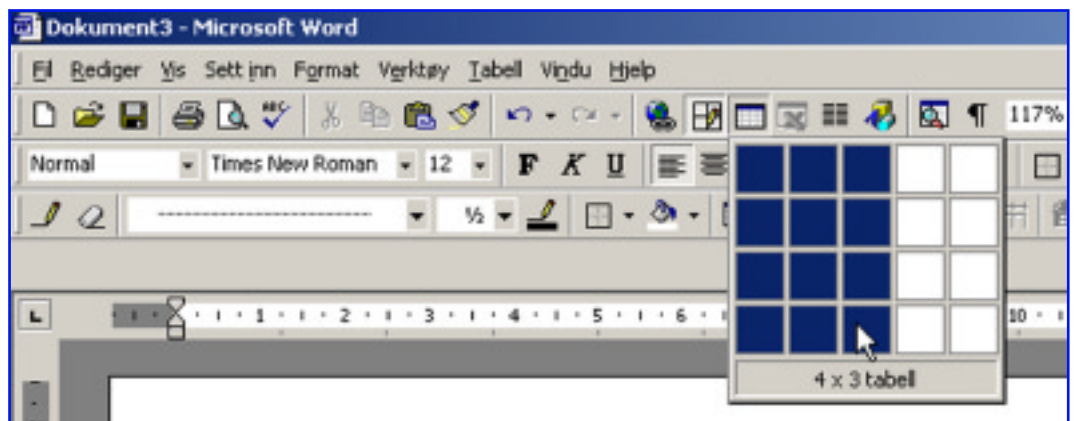 Dokument3 - Microsoft Word
Fil Rediger Vis Sett inn Format Verktøy Tabell Vindu Hjelp
ABC 117%
Normal Times New Roman 12 F K U
½
1 2 3 4 5 6 10
4 x 3 tabell